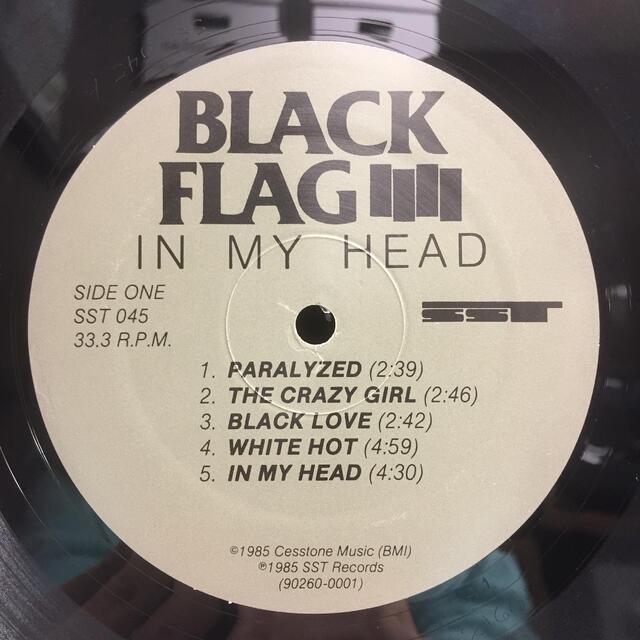 BLACK
FLAG
IN MY HEAD
SIDE ONE
SST 045
33.3 R.P.M.
SST
1. PARALYZED (2:39)
2. THE CRAZY GIRL (2:46)
3. BLACK LOVE (2:42)
4. WHITE HOT (4:59)
5. IN MY HEAD (4:30)
©1985 Cesstone Music (BMI)
℗1985 SST Records
(90260-0001)